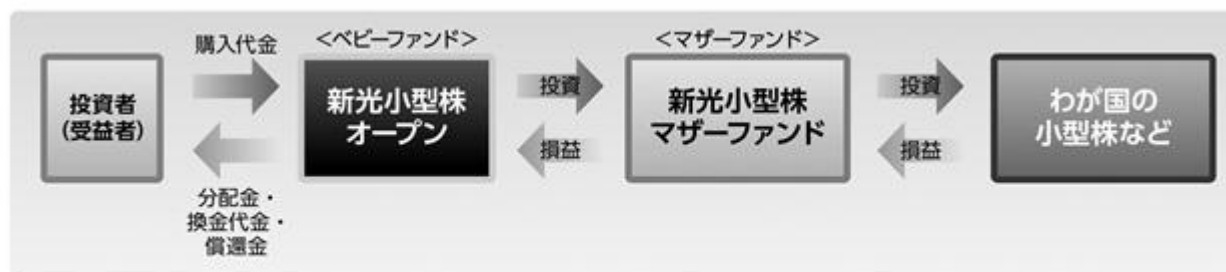 投資者
(受益者)
購入代金
分配金・
換金代金・
償還金
<ベビーファンド>
新光小型株
オープン
投資
損益
<マザーファンド>
新光小型株
マザーファンド
投資
損益
わが国の
小型株など